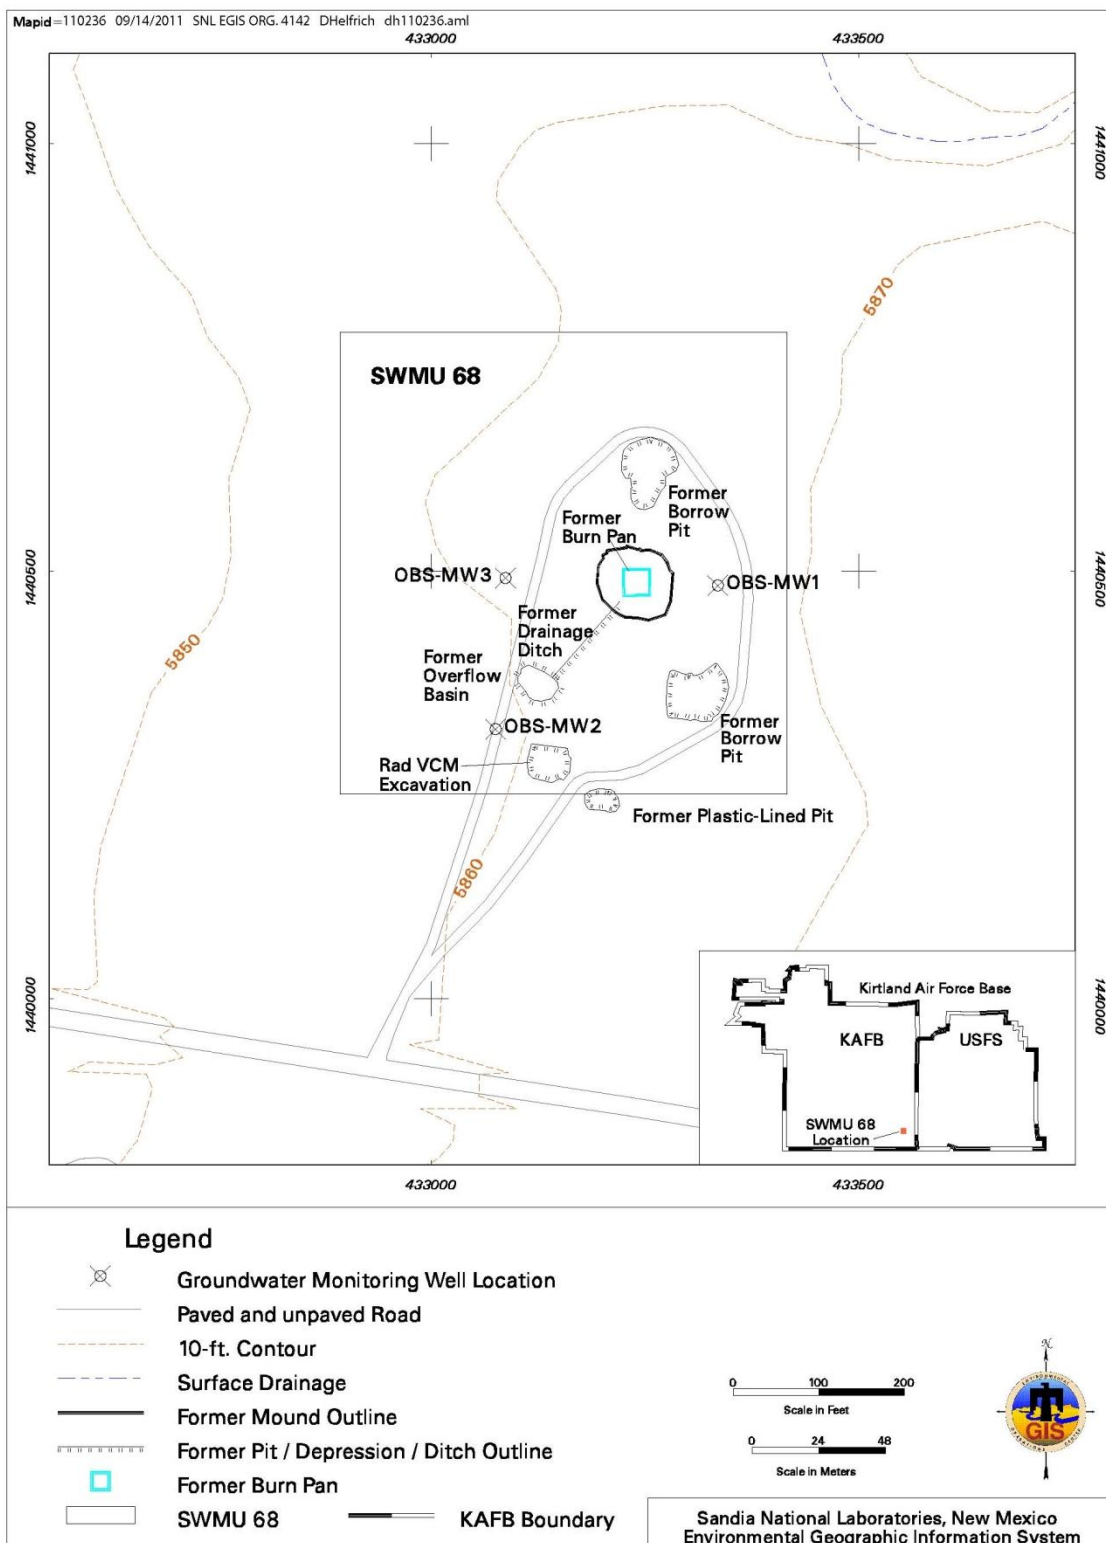 Mapid=110236 09/14/2011 SNL EGIS ORG. 4142 DHelfrich dh110236.aml
433000
433500
1441000
1441000
5870
SWMU 68
Former
Borrow
Pit
Former
Burn Pan
1440500
OBS-MW3
OBS-MW1
1440500
Former
Drainage
Ditch
5850
Former
Overflow
Basin
OBS-MW2
Former
Borrow
Pit
Rad VCM
Excavation
Former Plastic-Lined Pit
5860
1440000
1440000
Kirtland Air Force Base
KAFB
USFS
SWMU 68
Location
433000
433500
Legend
Groundwater Monitoring Well Location
Paved and unpaved Road
10-ft. Contour
Surface Drainage
Former Mound Outline
Former Pit / Depression / Ditch Outline
Former Burn Pan
SWMU 68
KAFB Boundary
0 100 200
Scale in Feet
0 24 48
Scale in Meters
N
ENVIRONMENTAL
GIS
Sandia National Laboratories, New Mexico
Environmental Geographic Information System